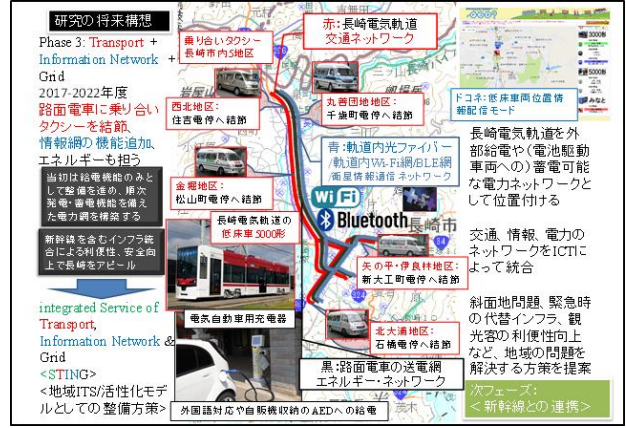 研究の将来構想
Phase 3: Transport +
Information Network +
Grid
2017-2022年度
路面電車に乗り合い
タクシーを結節、
情報網の機能追加、
エネルギーも担う
当初は給電機能のみと
して整備を進め、順次
発電・蓄電機能を備え
た電力網を構築する
新幹線を含むインフラ統
合による利便性、安全向
上で長崎をアピール
integrated Service of
Transport,
Information Network &
Grid
<STING>
<地域ITS/活性化モデ
ルとしての整備方策>
乗り合いタクシー
長崎市内5地区
赤:長崎電気軌道
交通ネットワーク
西北地区:
住吉電停へ結節
丸善団地地区:
千歳町電停へ結節
青:軌道内光ファイバー
/軌道内Wi-Fi網/BLE網
/衛星情報通信ネットワーク
金堀地区:
松山町電停へ結節
Wi Fi
Bluetooth
長崎市
長崎電気軌道の
低床車5000形
矢の平・伊良林地区:
新大工町電停へ結節
北大浦地区:
石橋電停へ結節
電気自動車用充電器
黒:路面電車の送電網
エネルギー・ネットワーク
外国語対応や自販機収納のAEDへの給電
ドコネ:低床車両位置情
報配信モード
長崎電気軌道を外
部給電や(電池駆動
車両への)蓄電可能
な電力ネットワークと
して位置付ける
交通、情報、電力の
ネットワークをICTに
よって統合
斜面地問題、緊急時
の代替インフラ、観
光客の利便性向上
など、地域の問題を
解決する方策を提案
次フェーズ:
<新幹線との連携>